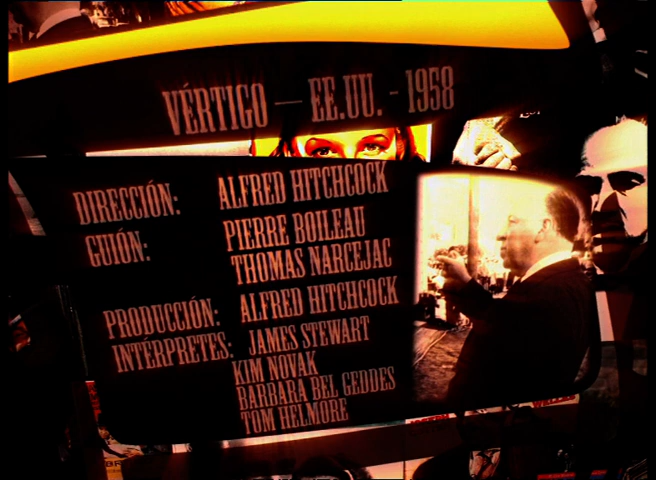 VÉRTIGO — EE.UU. - 1958
DIRECCIÓN: ALFRED HITCHCOCK
GUIÓN: PIERRE BOILEAU
THOMAS NARCEJAC
PRODUCCIÓN: ALFRED HITCHCOCK
INTÉRPRETES: JAMES STEWART
KIM NOVAK
BARBARA BEL GEDDES
TOM HELMORE